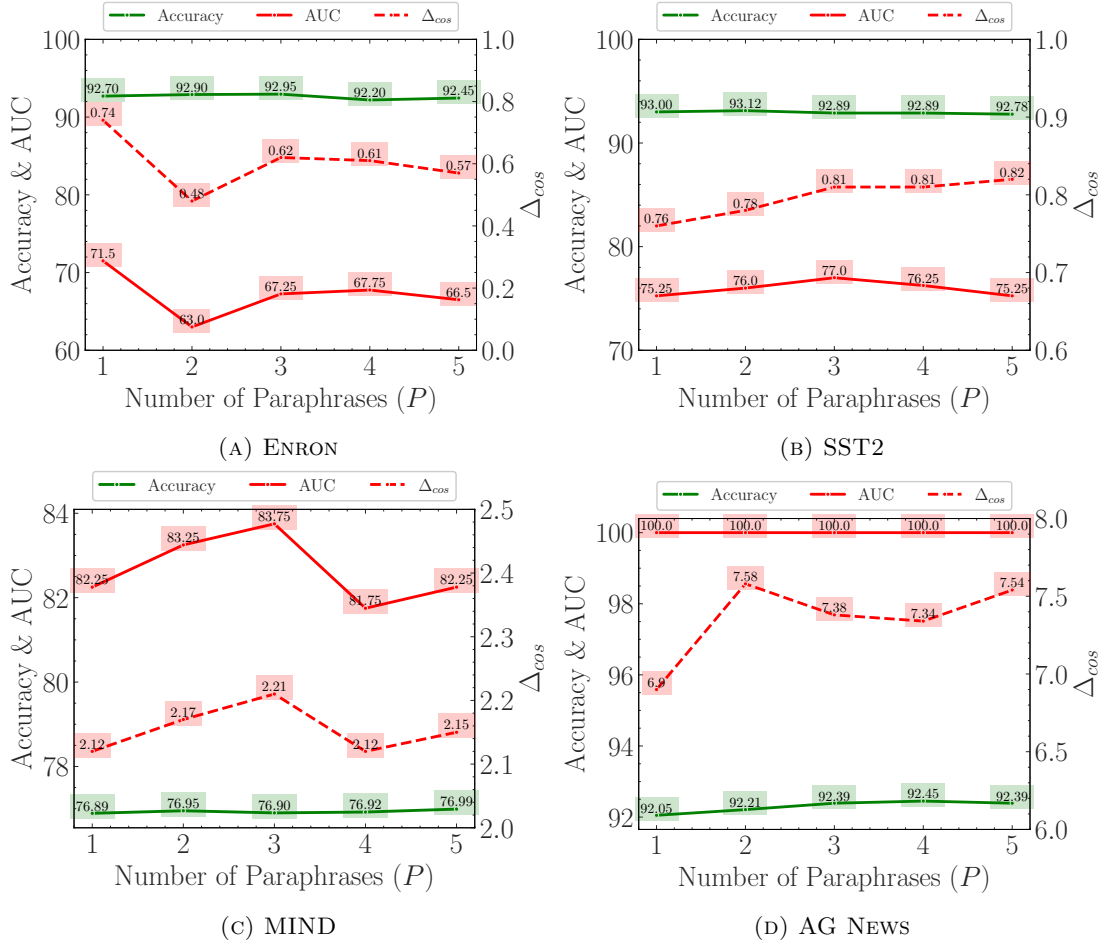 Accuracy AUC Δcos
100
90
80
70
60
Accuracy & AUC
92.70 92.90 92.95 92.20 92.45
0.74 0.48 0.62 0.61 0.57
71.5 63.0 67.25 67.75 66.5
1.0
0.8
0.6
0.4
0.2
0.0
Δcos
1 2 3 4 5
Number of Paraphrases (P)
(A) ENRON
Accuracy AUC Δcos
100
90
80
70
Accuracy & AUC
93.00 93.12 92.89 92.89 92.78
0.76 0.78 0.81 0.81 0.82
75.25 76.0 77.0 76.25 75.25
1.0
0.9
0.8
0.7
0.6
Δcos
1 2 3 4 5
Number of Paraphrases (P)
(B) SST2
Accuracy AUC Δcos
84
82
80
78
Accuracy & AUC
82.25 83.25 83.75 81.75 82.25
2.12 2.17 2.21 2.12 2.15
76.89 76.95 76.90 76.92 76.99
2.5
2.4
2.3
2.2
2.1
2.0
Δcos
1 2 3 4 5
Number of Paraphrases (P)
(C) MIND
Accuracy AUC Δcos
100
98
96
94
92
Accuracy & AUC
100.0 100.0 100.0 100.0 100.0
6.9 7.58 7.38 7.34 7.54
92.05 92.21 92.39 92.45 92.39
8.0
7.5
7.0
6.5
6.0
Δcos
1 2 3 4 5
Number of Paraphrases (P)
(D) AG NEWS